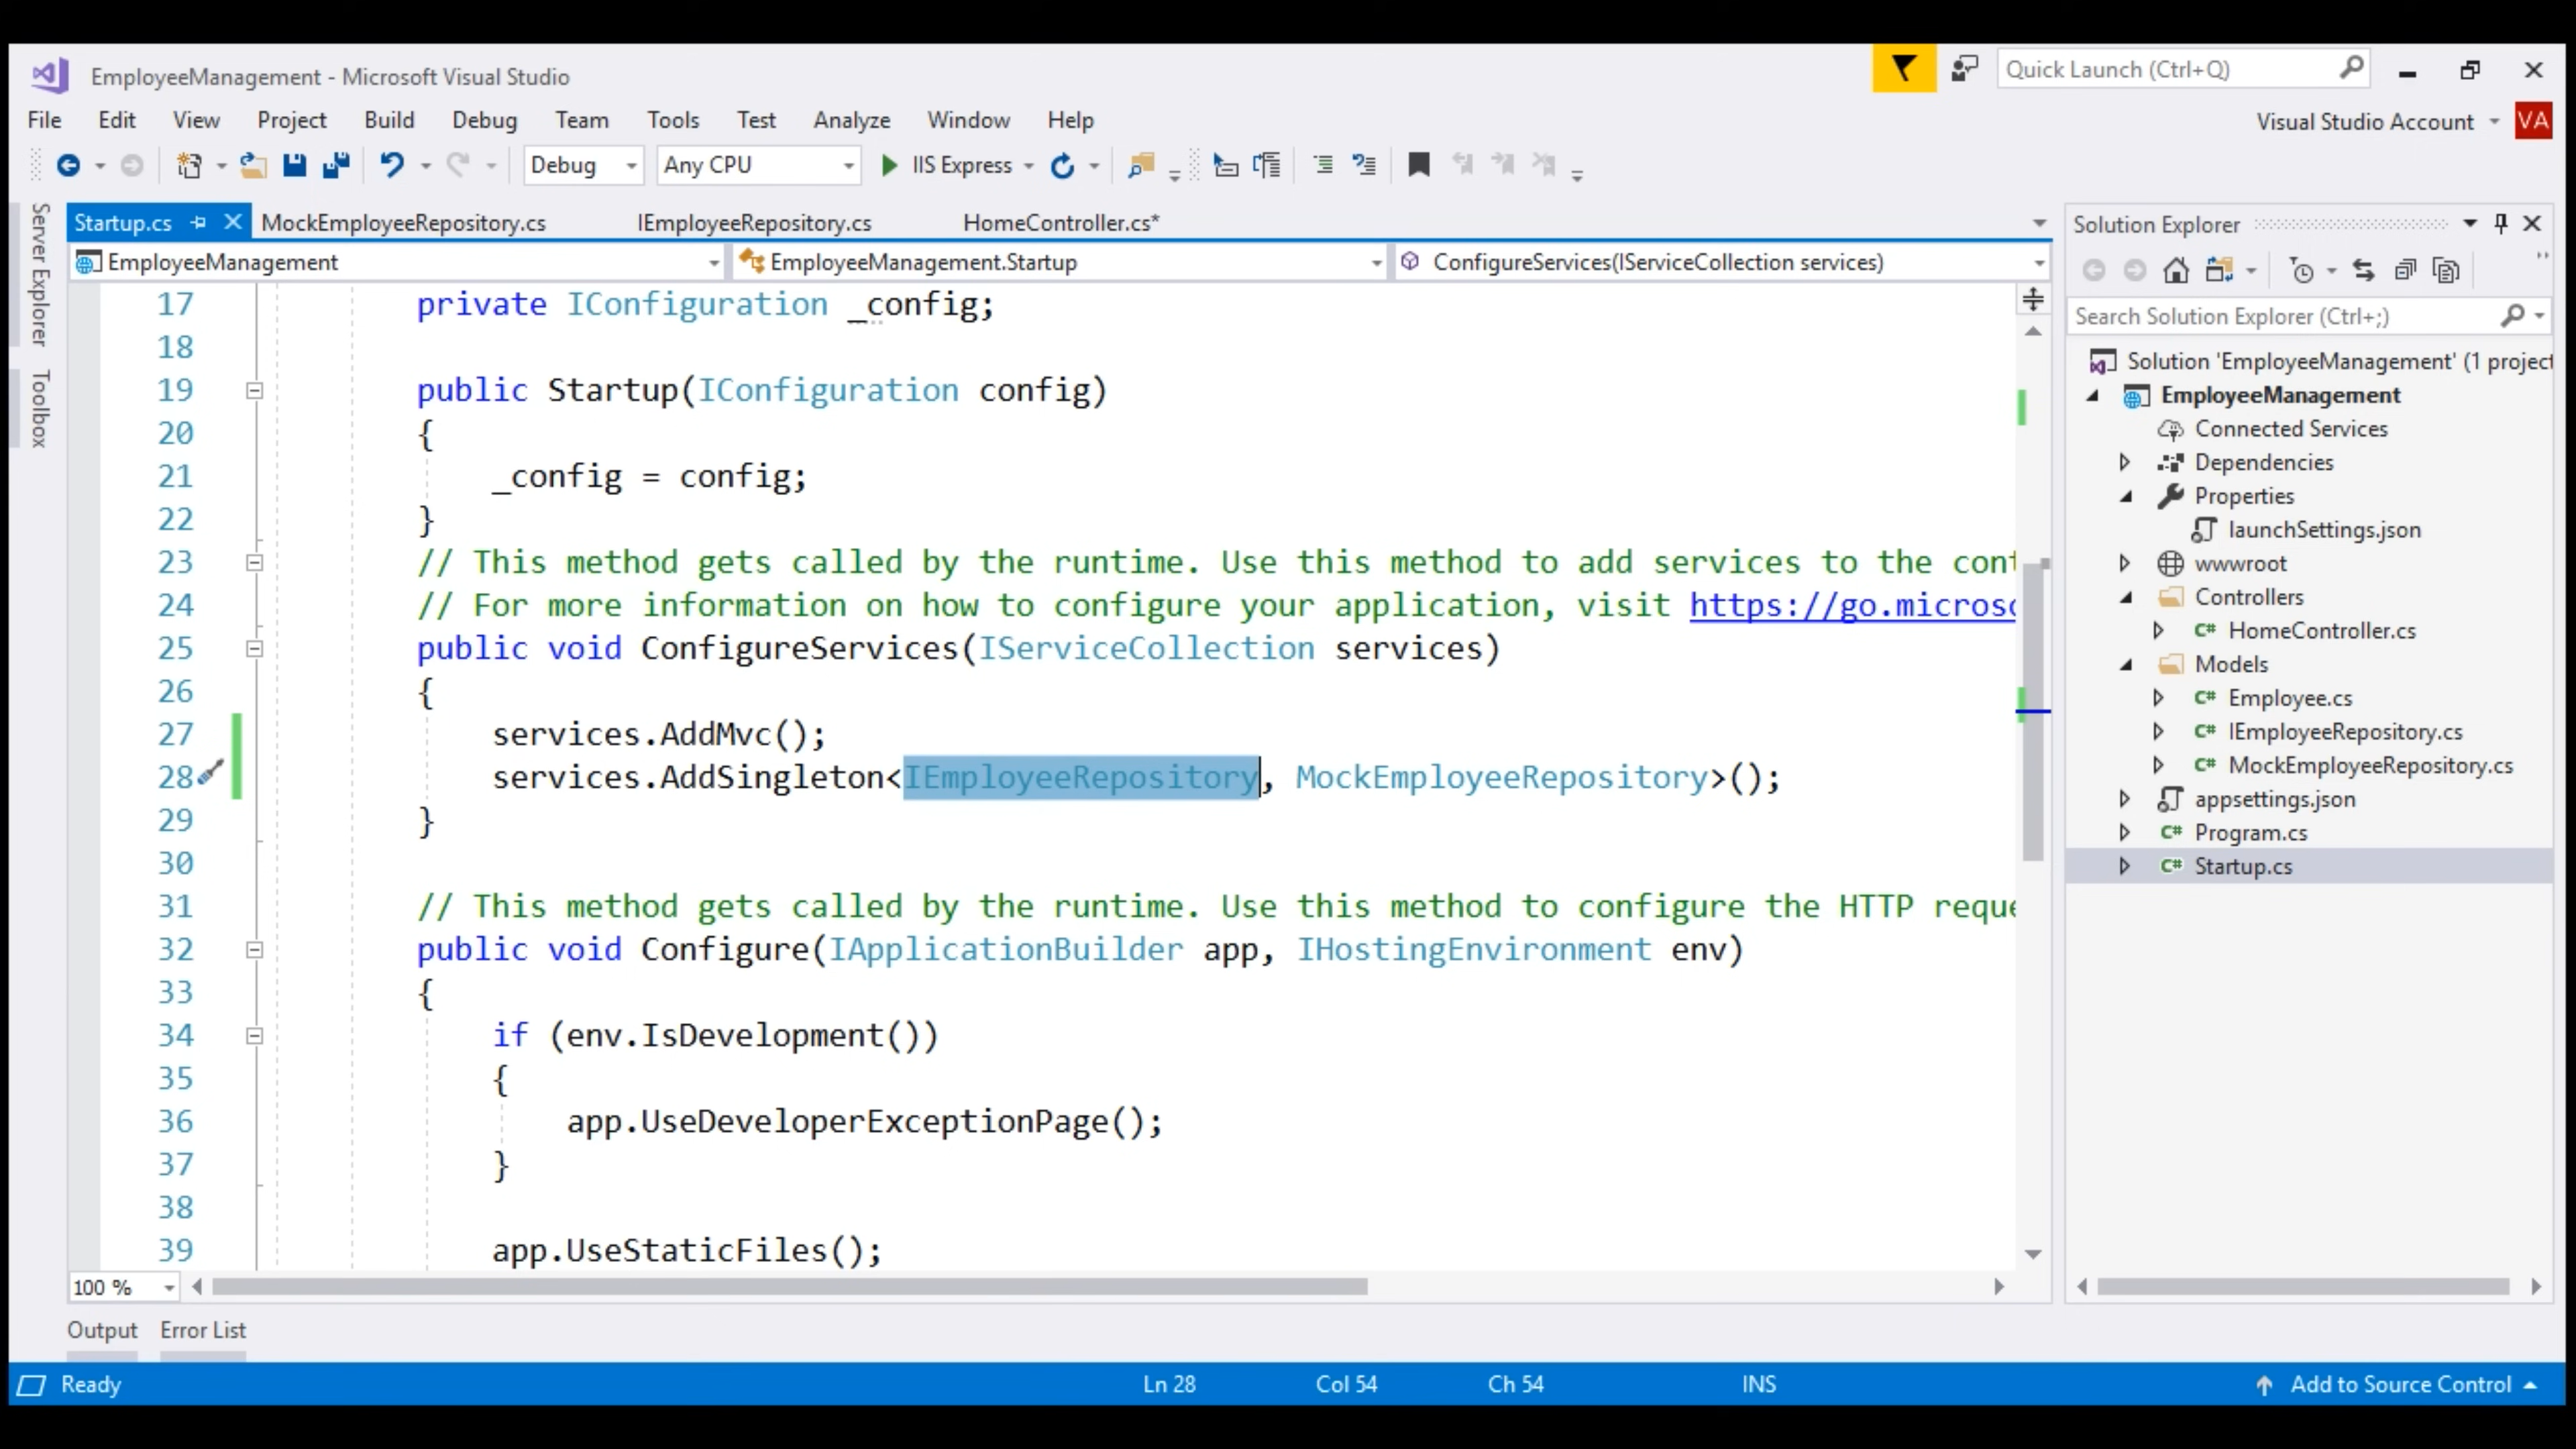 EmployeeManagement - Microsoft Visual Studio
Quick Launch (Ctrl+Q)
File Edit View Project Build Debug Team Tools Test Analyze Window Help
Visual Studio Account VA
Debug Any CPU IIS Express
Server Explorer
Toolbox
Startup.cs MockEmployeeRepository.cs IEmployeeRepository.cs HomeController.cs*
EmployeeManagement EmployeeManagement.Startup ConfigureServices(IServiceCollection services)
17 private IConfiguration _config;
18
19 public Startup(IConfiguration config)
20 {
21 _config = config;
22 }
23 // This method gets called by the runtime. Use this method to add services to the cont
24 // For more information on how to configure your application, visit https://go.microso
25 public void ConfigureServices(IServiceCollection services)
26 {
27 services.AddMvc();
28 services.AddSingleton<IEmployeeRepository, MockEmployeeRepository>();
29 }
30
31 // This method gets called by the runtime. Use this method to configure the HTTP reque
32 public void Configure(IApplicationBuilder app, IHostingEnvironment env)
33 {
34 if (env.IsDevelopment())
35 {
36 app.UseDeveloperExceptionPage();
37 }
38
39 app.UseStaticFiles();
100 %
Output Error List
Solution Explorer
Search Solution Explorer (Ctrl+;)
Solution 'EmployeeManagement' (1 project
EmployeeManagement
Connected Services
Dependencies
Properties
launchSettings.json
wwwroot
Controllers
C# HomeController.cs
Models
C# Employee.cs
C# IEmployeeRepository.cs
C# MockEmployeeRepository.cs
appsettings.json
C# Program.cs
C# Startup.cs
Ready Ln 28 Col 54 Ch 54 INS Add to Source Control